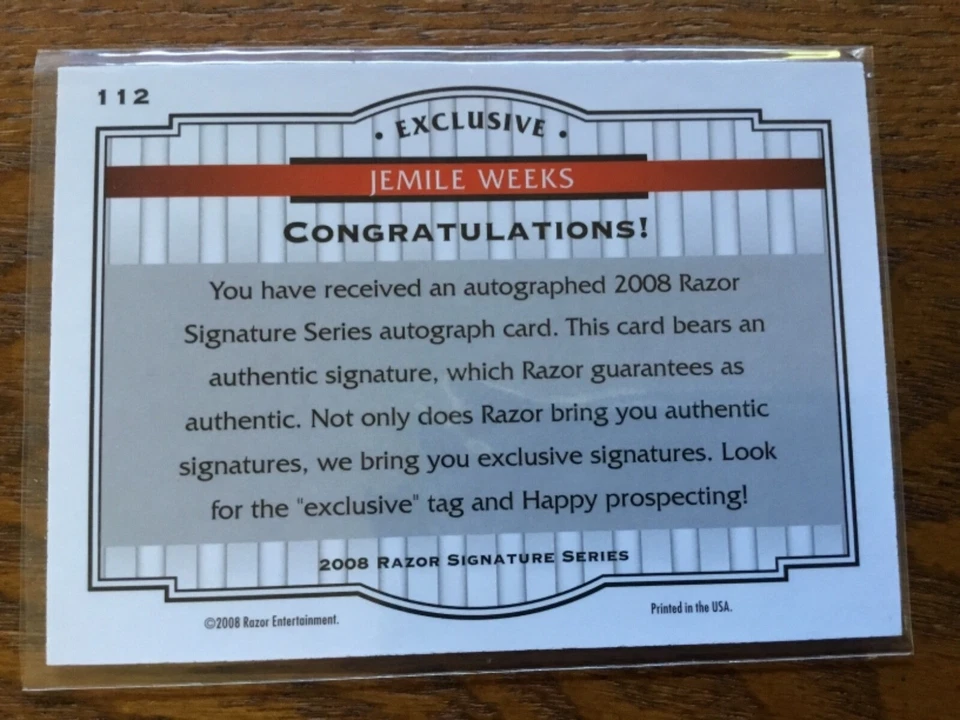 112
• EXCLUSIVE •
JEMILE WEEKS
CONGRATULATIONS!
You have received an autographed 2008 Razor
Signature Series autograph card. This card bears an
authentic signature, which Razor guarantees as
authentic. Not only does Razor bring you authentic
signatures, we bring you exclusive signatures. Look
for the "exclusive" tag and Happy prospecting!
2008 RAZOR SIGNATURE SERIES
©2008 Razor Entertainment.
Printed in the USA.